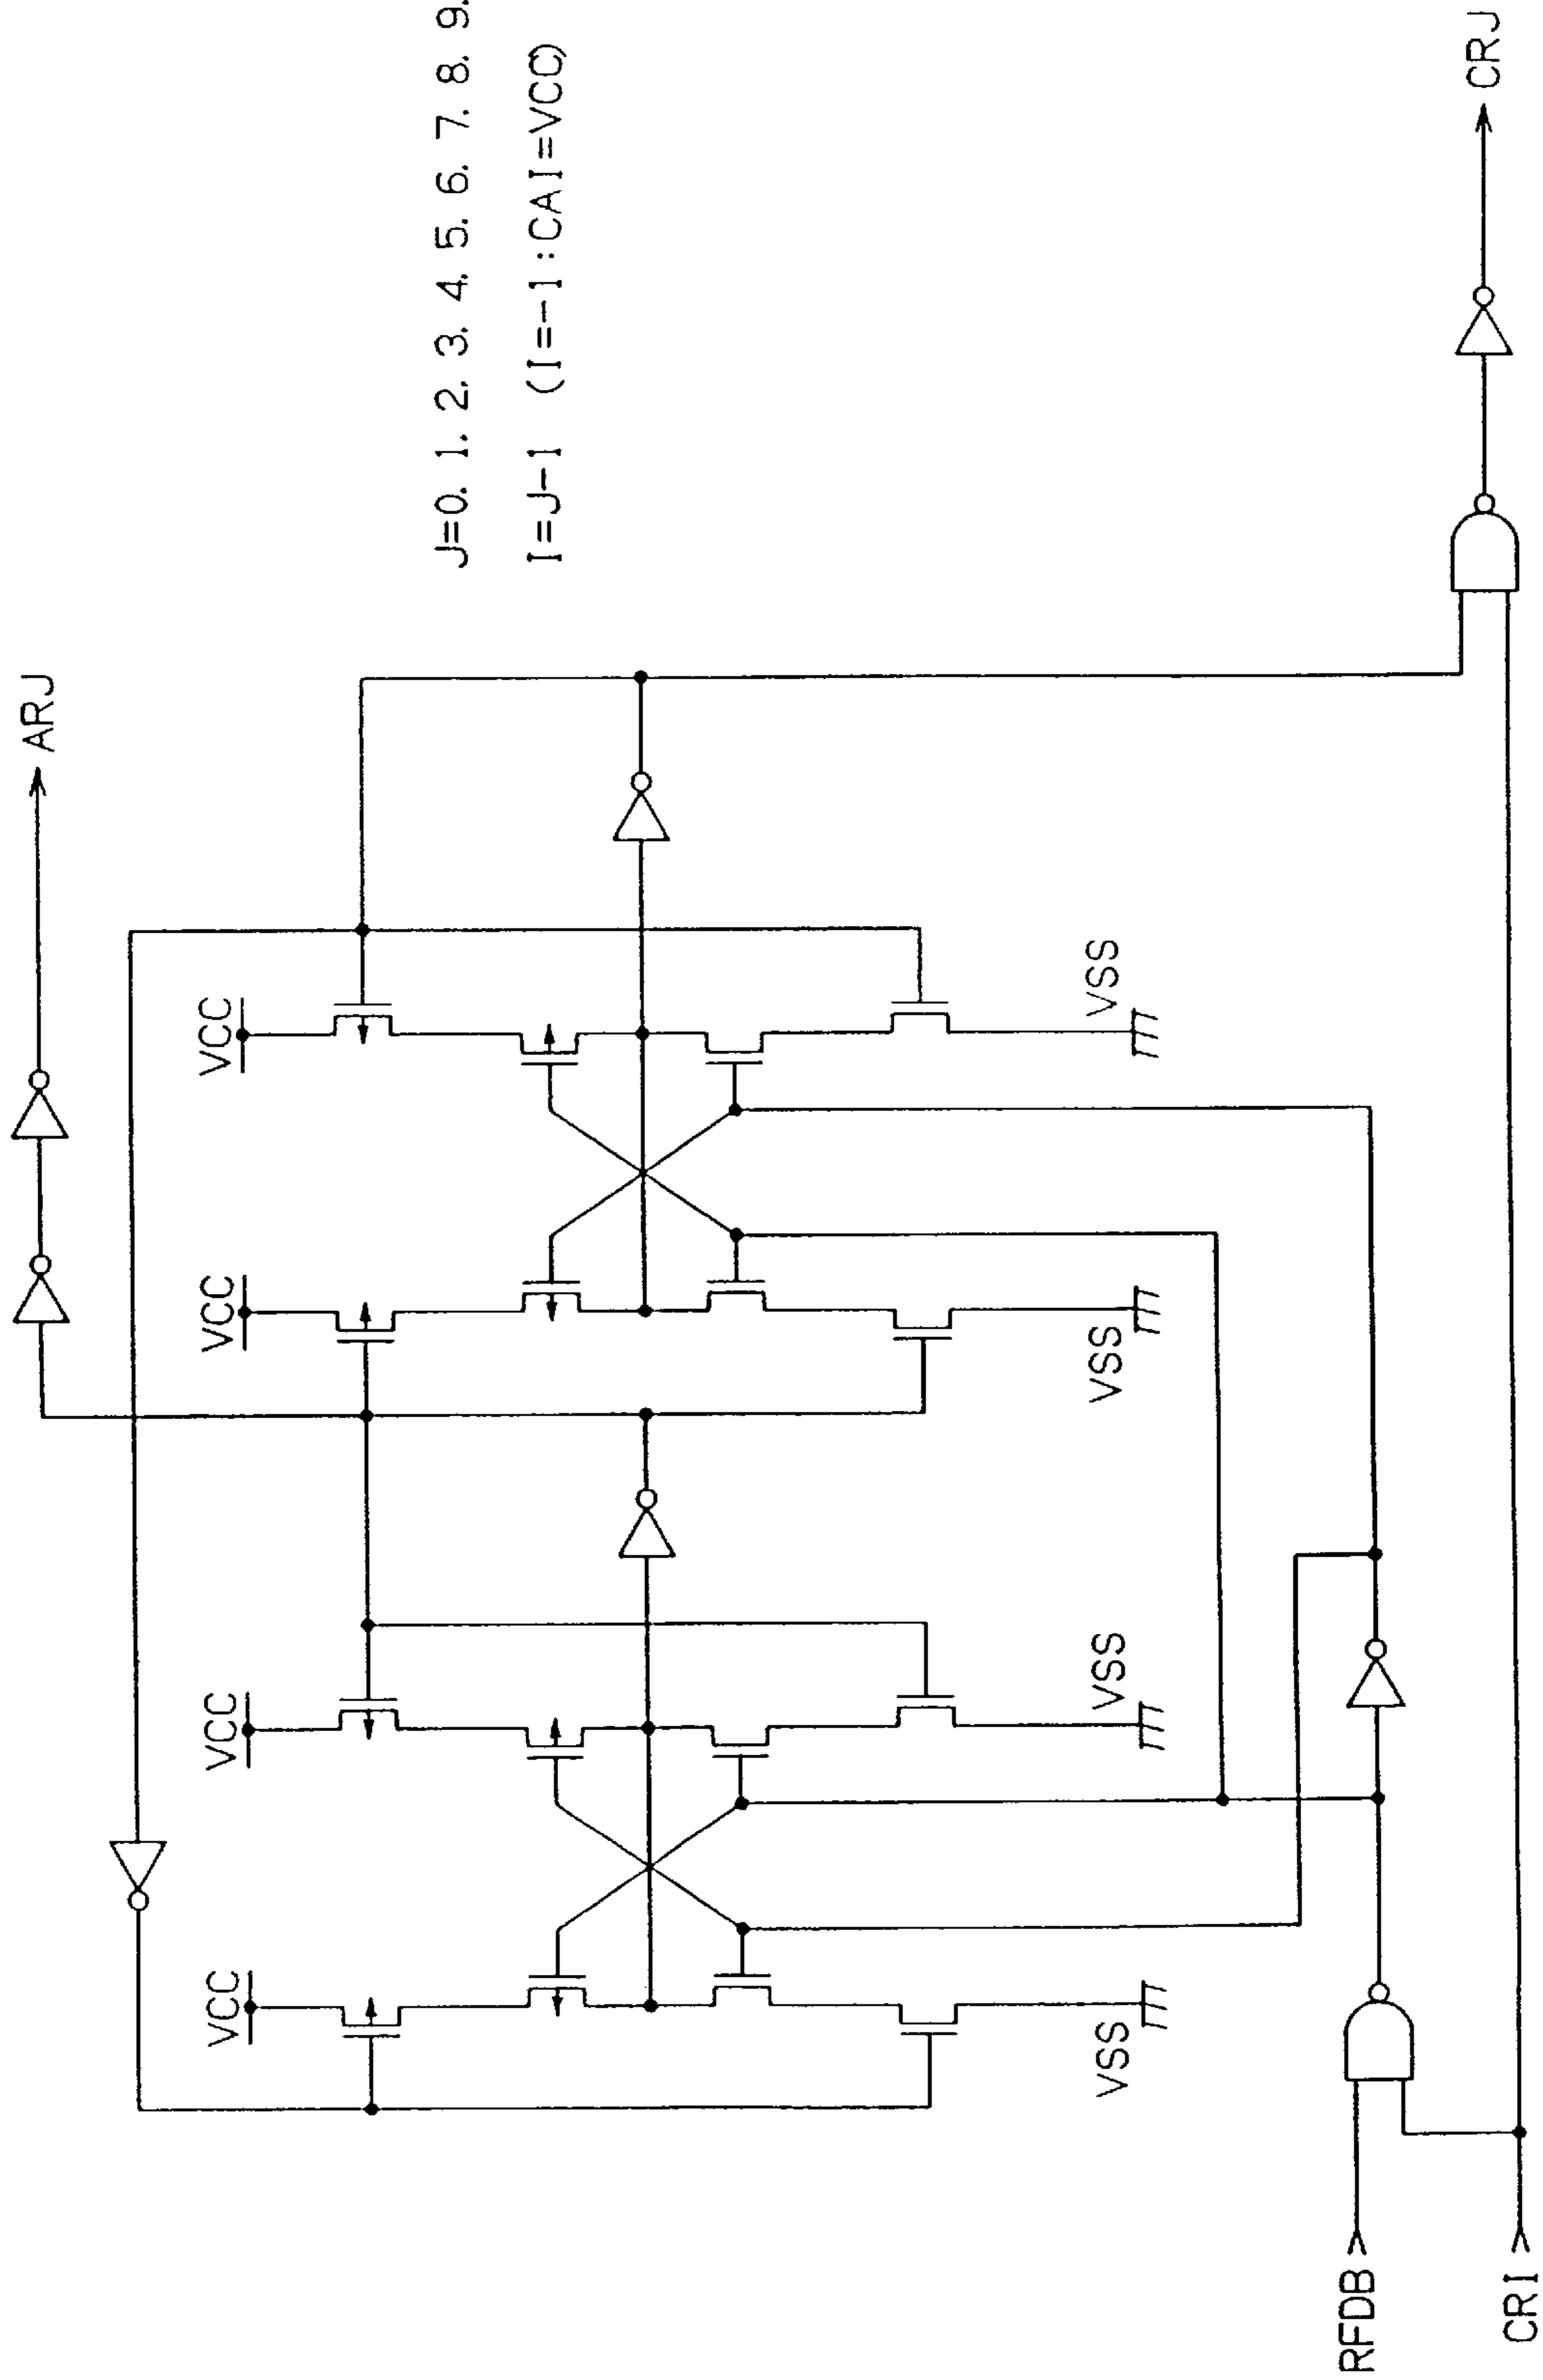 ARJ
J=0. 1. 2. 3. 4. 5. 6. 7. 8. 9.
I=J-1 (I=-1:CAI=VCC)
VCC
VCC
VCC
VCC
VSS
VSS
VSS
VSS
RFDB
CRI
CRJ